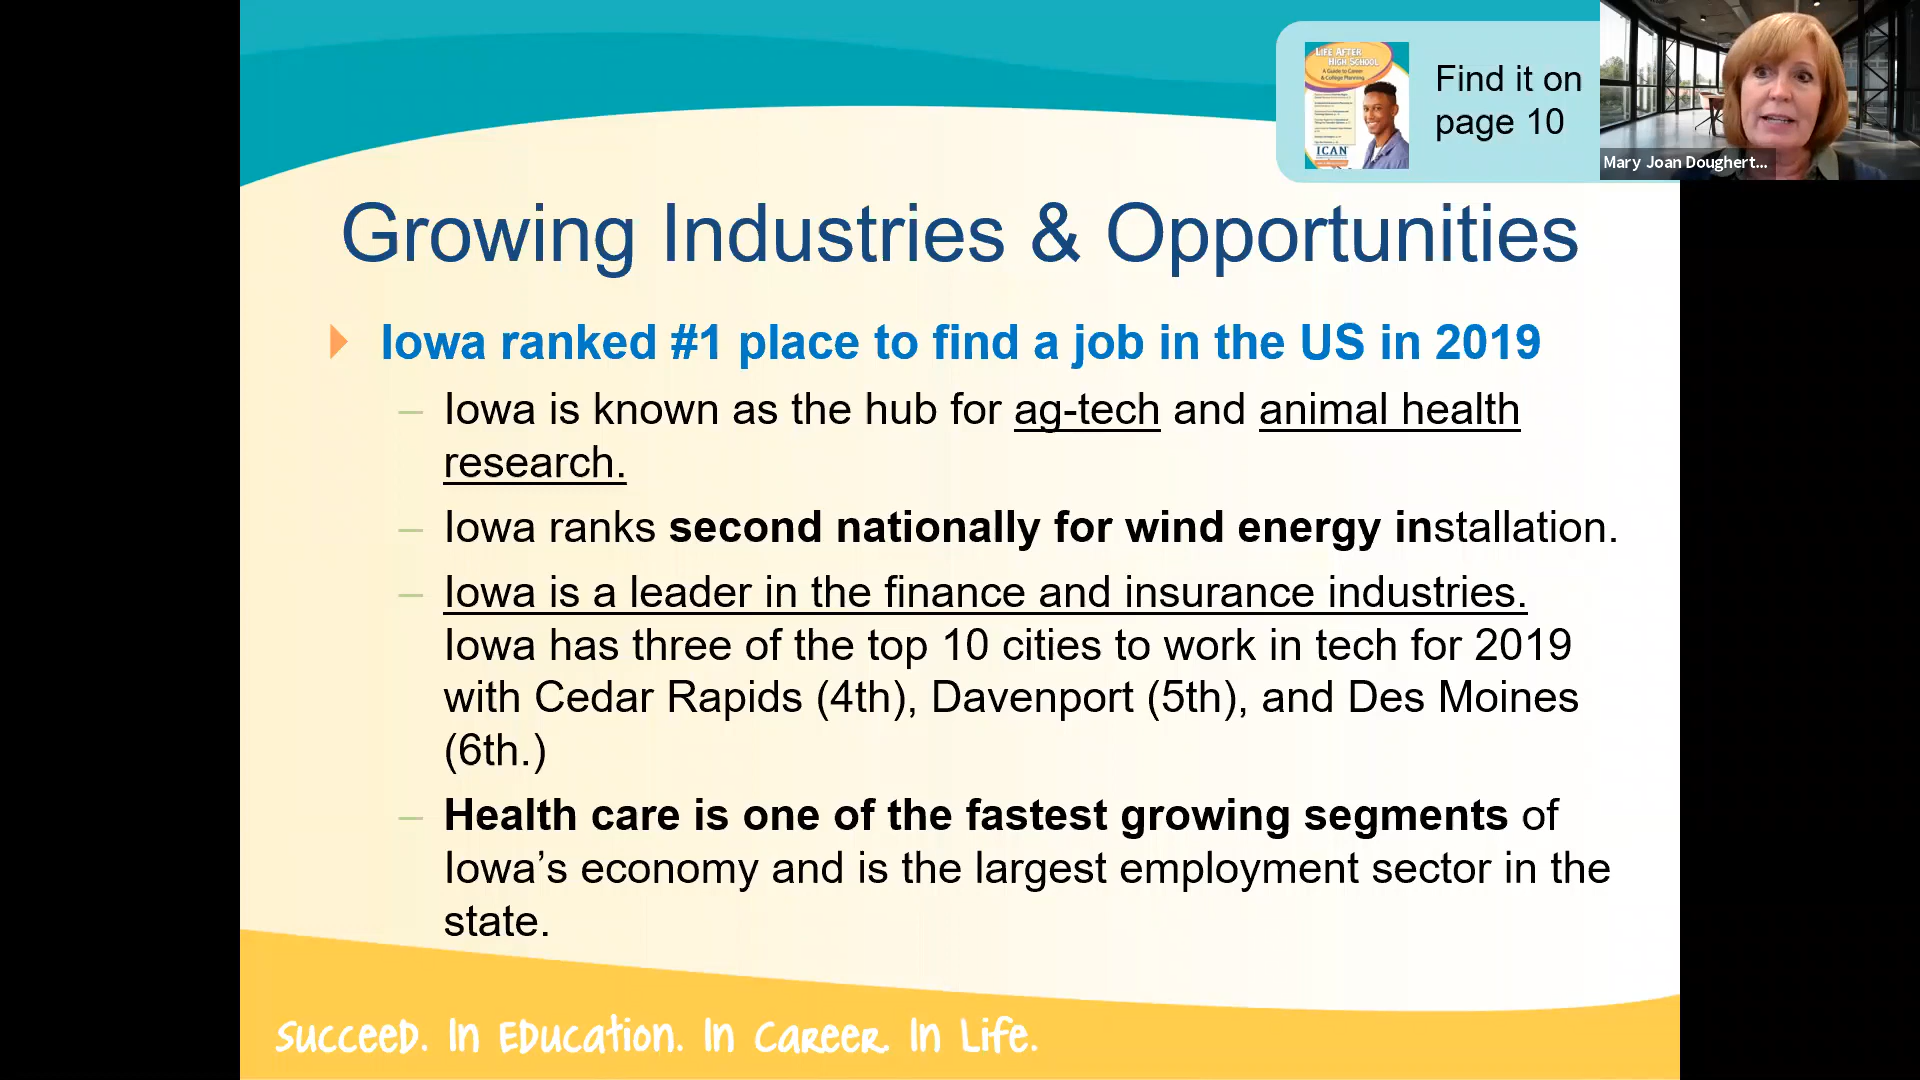 LIFE AFTER
HIGH SCHOOL
A Guide to Career
& College Planning
ICAN
Find it on
page 10
Mary Joan Doughert...
Growing Industries & Opportunities
Iowa ranked #1 place to find a job in the US in 2019
– Iowa is known as the hub for ag-tech and animal health
research.
– Iowa ranks second nationally for wind energy installation.
– Iowa is a leader in the finance and insurance industries.
Iowa has three of the top 10 cities to work in tech for 2019
with Cedar Rapids (4th), Davenport (5th), and Des Moines
(6th.)
– Health care is one of the fastest growing segments of
Iowa’s economy and is the largest employment sector in the
state.
Succeed. In Education. In Career. In Life.